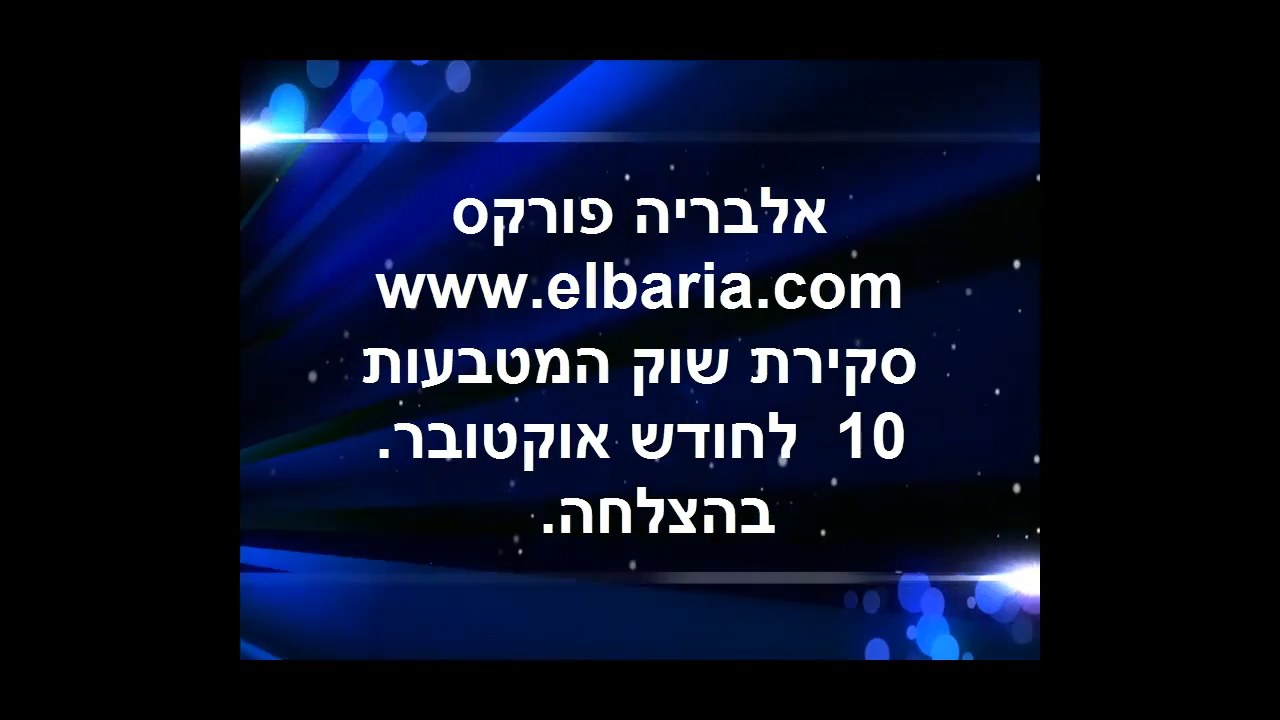 אלבריה פורקס
www.elbaria.com
סקירת שוק המטבעות
10 לחודש אוקטובר.
בהצלחה.